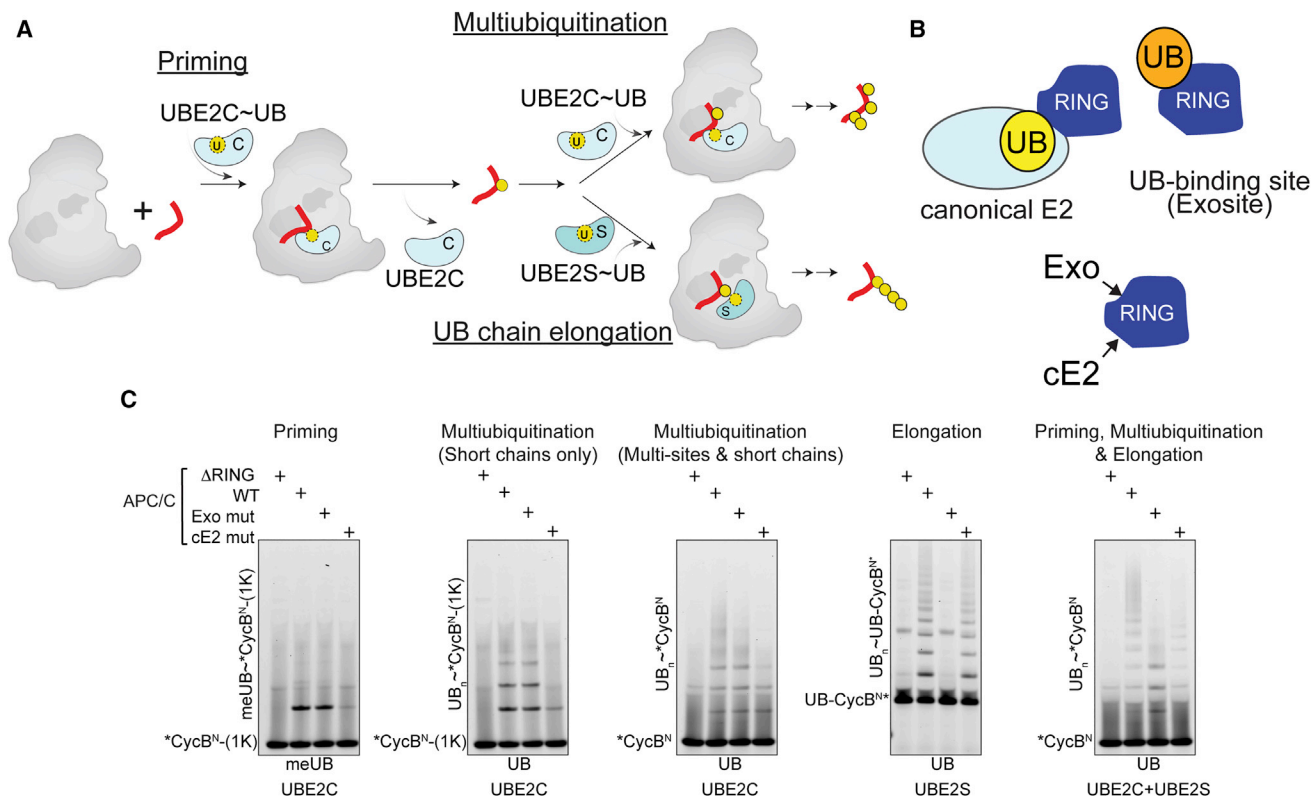 A
Priming
UBE2C~UB
U C
+
C
C
UBE2C
Multiubiquitination
UBE2C~UB
U C
C
U S
UBE2S~UB
S
UB chain elongation
B
UB
RING
canonical E2
UB
RING
UB-binding site
(Exosite)
Exo
RING
cE2
C
Priming
Multiubiquitination
(Short chains only)
Multiubiquitination
(Multi-sites & short chains)
Elongation
Priming, Multiubiquitination
& Elongation
APC/C
ΔRING + + + + +
WT + + + + +
Exo mut + + + + +
cE2 mut + + + + +
meUB~*CycBᴺ-(1K)
*CycBᴺ-(1K)
meUB
UBE2C
UBₙ~*CycBᴺ-(1K)
*CycBᴺ-(1K)
UB
UBE2C
UBₙ~*CycBᴺ
*CycBᴺ
UB
UBE2C
UBₙ~UB-CycBᴺ*
UB-CycBᴺ*
UB
UBE2S
UBₙ~*CycBᴺ
*CycBᴺ
UB
UBE2C+UBE2S